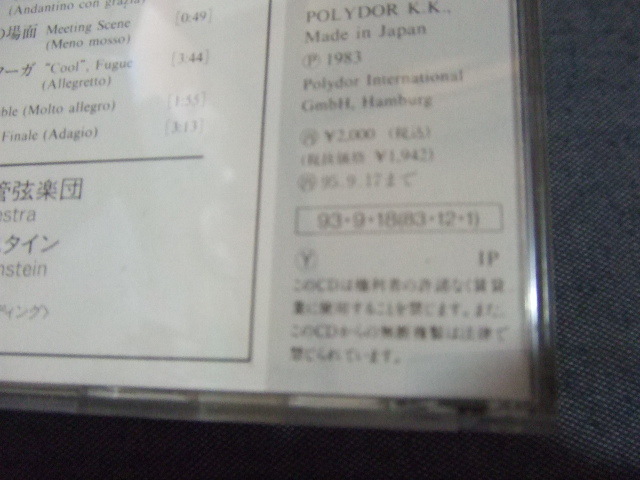 (Andantino con grazia)
の場面 Meeting Scene [0:49]
(Meno mosso)
ーガ “Cool”, Fugue [3:44]
(Allegretto)
ble (Molto allegro) [1:55]
Finale (Adagio) [3:13]
管弦楽団
estra
スタイン
nstein
ディング〉
POLYDOR K.K.,
Made in Japan
Ⓟ 1983
Polydor International
GmbH, Hamburg
¥2,000 (税込)
(税抜価格 ¥1,942)
95.9.17まで
93・9・18(83・12・1)
Ⓨ 1P
このCDは権利者の許諾なく賃貸
業に使用することを禁じます。また、
このCDからの無断複製は法律で
禁じられています。